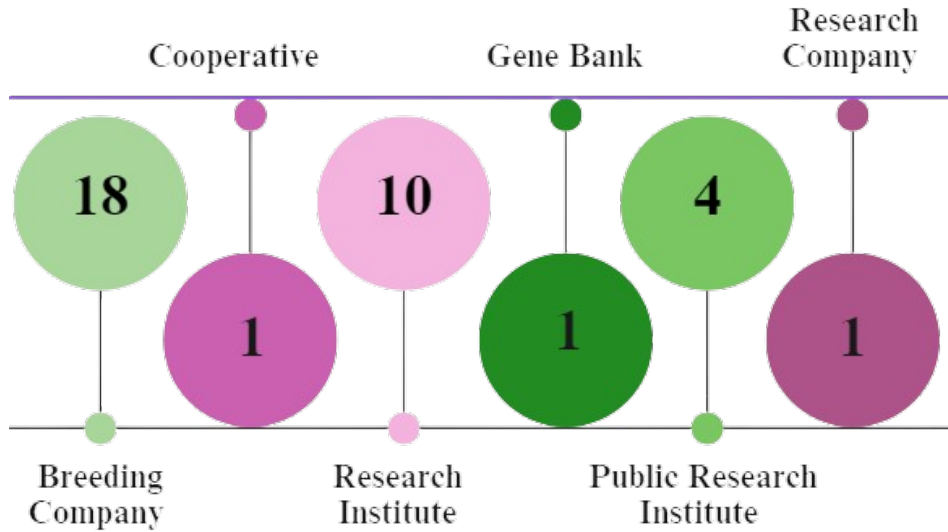 Research
Cooperative
Gene Bank
Company
18
10
4
1
1
1
Breeding
Company
Research
Institute
Public Research
Institute